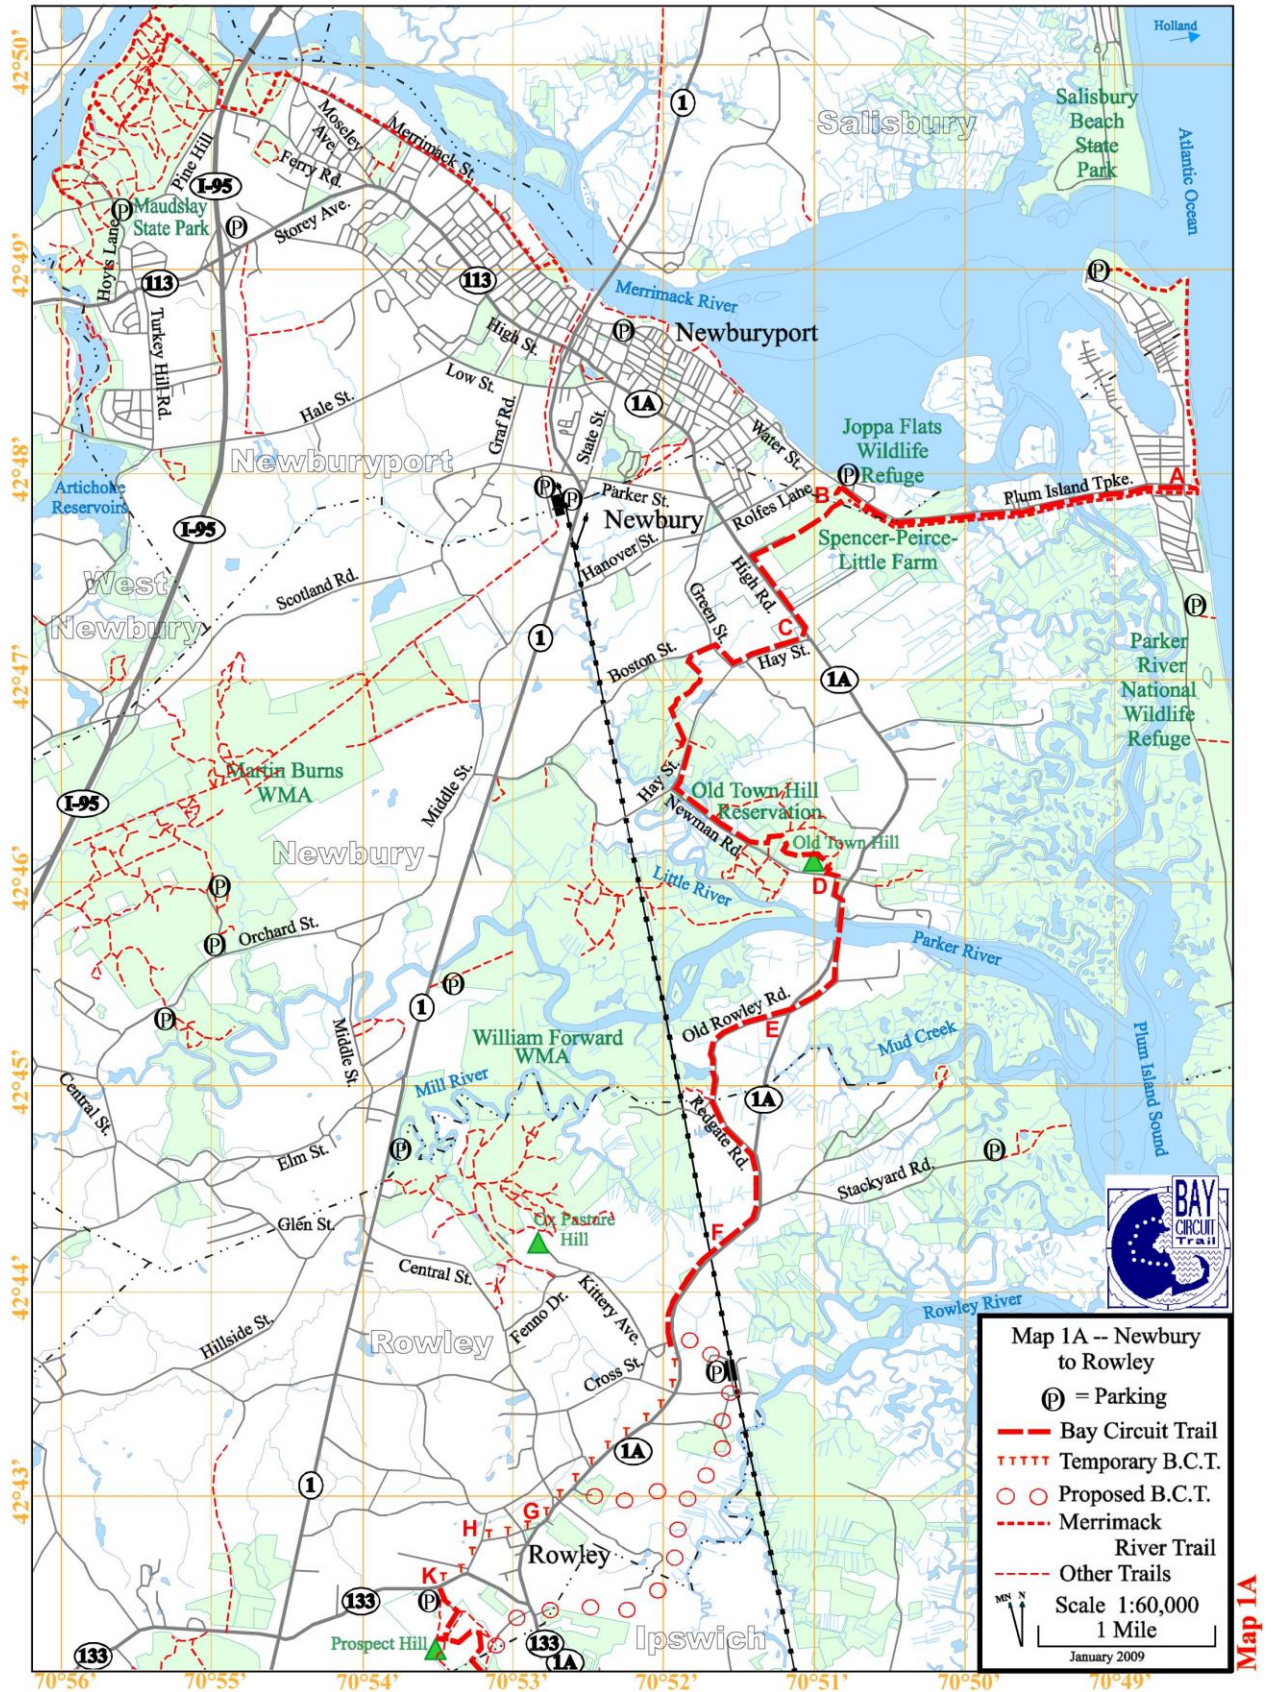 42°50'
42°49'
42°48'
42°47'
42°46'
42°45'
42°44'
42°43'
70°56'
70°55'
70°54'
70°53'
70°52'
70°51'
70°50'
70°49'
Holland
1
Salisbury
Salisbury
Beach
State
Park
Atlantic Ocean
Moseley
Ave.
Merrimack St.
Ferry Rd.
Pine Hill
I-95
P
Maudslay
State Park
P
Storey Ave.
Hoyts Lane
113
113
Turkey Hill Rd.
Merrimack River
P
P
Newburyport
High St.
Low St.
1A
Hale St.
Graf Rd.
State St.
Water St.
Joppa Flats
Wildlife
Refuge
Newburyport
P
Artichoke
Reservoirs
P
P
Parker St.
Rolfes Lane
B
Plum Island Tpke.
A
Newbury
I-95
Spencer-Peirce-
Little Farm
Hanover St.
High Rd.
West
Newbury
Scotland Rd.
Green St.
P
1
C
Boston St.
Hay St.
1A
Parker
River
National
Wildlife
Refuge
Martin Burns
WMA
I-95
Middle St.
Hay St.
Old Town Hill
Reservation
Newman Rd.
Old Town Hill
Newbury
Little River
D
P
Orchard St.
P
Parker River
P
1
P
Old Rowley Rd.
E
Middle St.
William Forward
WMA
Mud Creek
Plum Island Sound
Mill River
Central St.
Redgate Rd.
1A
Elm St.
P
P
Stackyard Rd.
Glen St.
Ox Pasture
Hill
F
Central St.
Kittery Ave.
Fenno Dr.
Hillside St.
Rowley
Cross St.
P
Rowley River
1A
1
G
H
Rowley
K
P
133
133
Prospect Hill
133
1A
Ipswich
BAY
CIRCUIT
Trail
Map 1A -- Newbury
to Rowley
P = Parking
Bay Circuit Trail
Temporary B.C.T.
Proposed B.C.T.
Merrimack
River Trail
Other Trails
MN N
Scale 1:60,000
1 Mile
January 2009
Map 1A